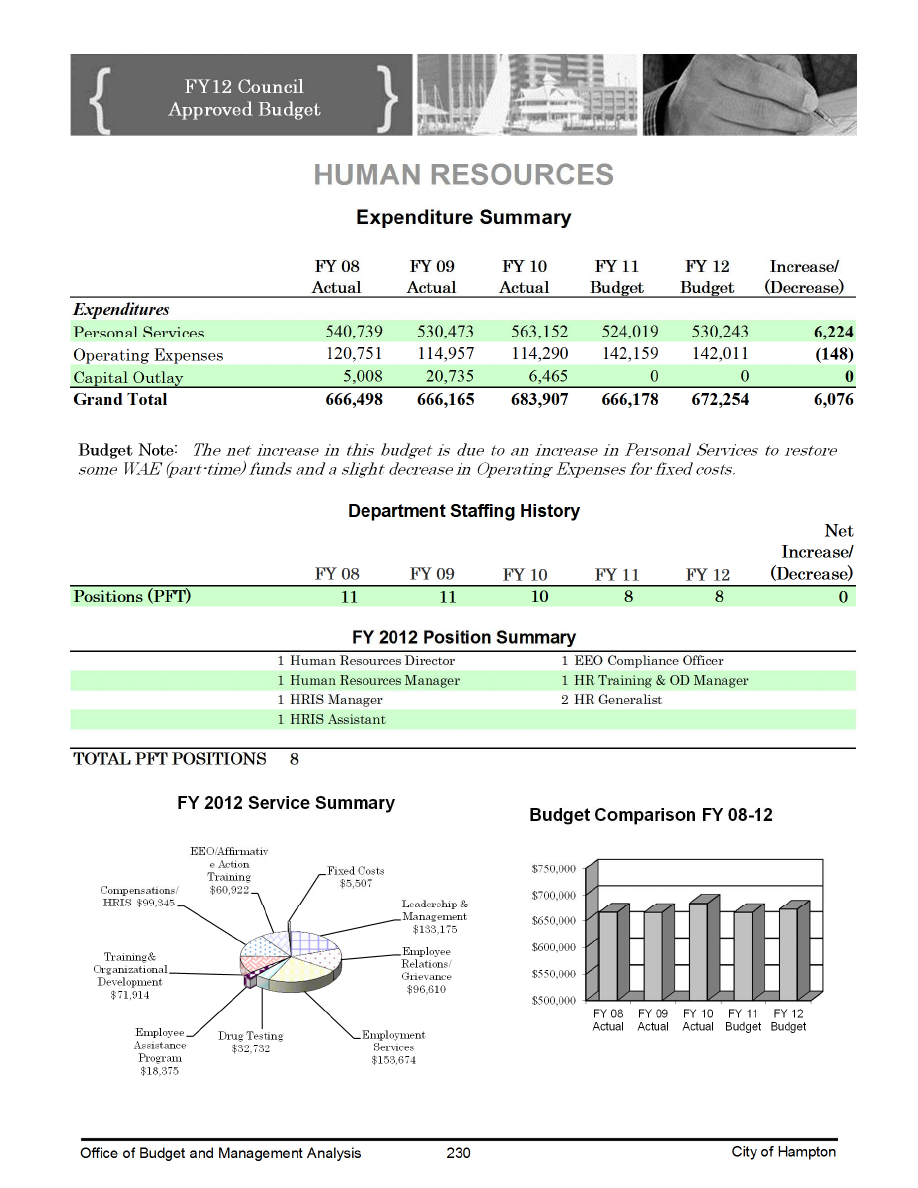 FY12 Council
Approved Budget
HUMAN RESOURCES
Expenditure Summary
FY 08 FY 09 FY 10 FY 11 FY 12 Increase/
Actual Actual Actual Budget Budget (Decrease)
Expenditures
Personal Services 540,739 530,473 563,152 524,019 530,243 6,224
Operating Expenses 120,751 114,957 114,290 142,159 142,011 (148)
Capital Outlay 5,008 20,735 6,465 0 0 0
Grand Total 666,498 666,165 683,907 666,178 672,254 6,076
Budget Note: The net increase in this budget is due to an increase in Personal Services to restore
some WAE (part-time) funds and a slight decrease in Operating Expenses for fixed costs.
Department Staffing History
Net
Increase/
FY 08 FY 09 FY 10 FY 11 FY 12 (Decrease)
Positions (PFT) 11 11 10 8 8 0
FY 2012 Position Summary
1 Human Resources Director 1 EEO Compliance Officer
1 Human Resources Manager 1 HR Training & OD Manager
1 HRIS Manager 2 HR Generalist
1 HRIS Assistant
TOTAL PFT POSITIONS 8
FY 2012 Service Summary
EEO/Affirmativ
e Action
Training
$60,922
Fixed Costs
$5,507
Compensations/
HRIS $99,345
Leadership &
Management
$133,175
Employee
Relations/
Grievance
$96,610
Training&
Organizational
Development
$71,914
Employee
Assistance
Program
$18,375
Drug Testing
$32,732
Employment
Services
$153,674
Budget Comparison FY 08-12
$750,000
$700,000
$650,000
$600,000
$550,000
$500,000
FY 08 FY 09 FY 10 FY 11 FY 12
Actual Actual Actual Budget Budget
Office of Budget and Management Analysis 230 City of Hampton